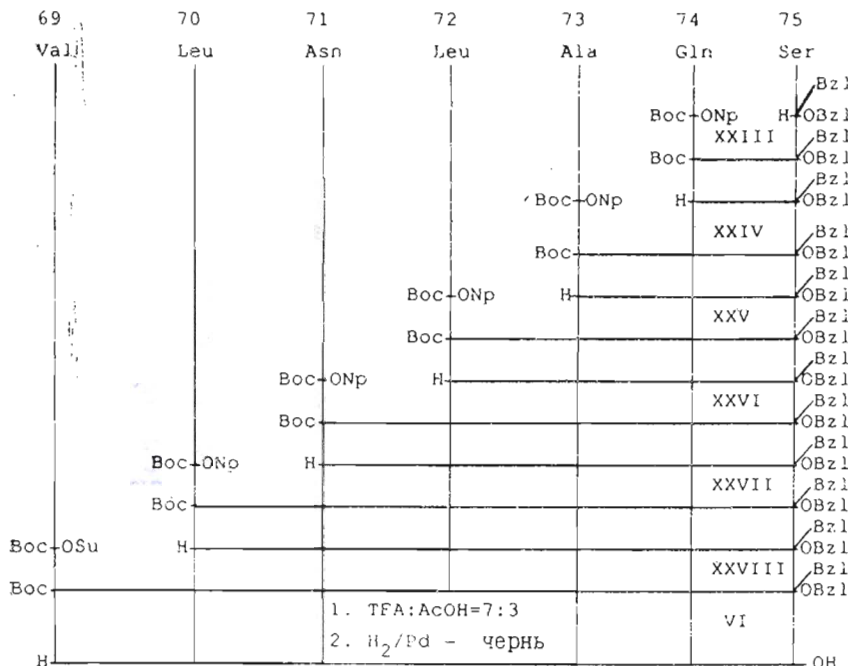 69 70 71 72 73 74 75
Val Leu Asn Leu Ala Gln Ser
Bzl
Boc ONp H OBzl
XXIII Bzl
Boc OBzl
Bzl
Boc ONp H OBzl
XXIV Bzl
Boc OBzl
Bzl
Boc ONp H OBzl
XXV Bzl
Boc OBzl
Bzl
Boc ONp H OBzl
XXVI Bzl
Boc OBzl
Bzl
Boc ONp H OBzl
XXVII Bzl
Boc OBzl
Bzl
Boc OSu H OBzl
XXVIII Bzl
Boc OBzl
1. TFA:AcOH=7:3
VI
2. H2/Pd – чернь
H OH